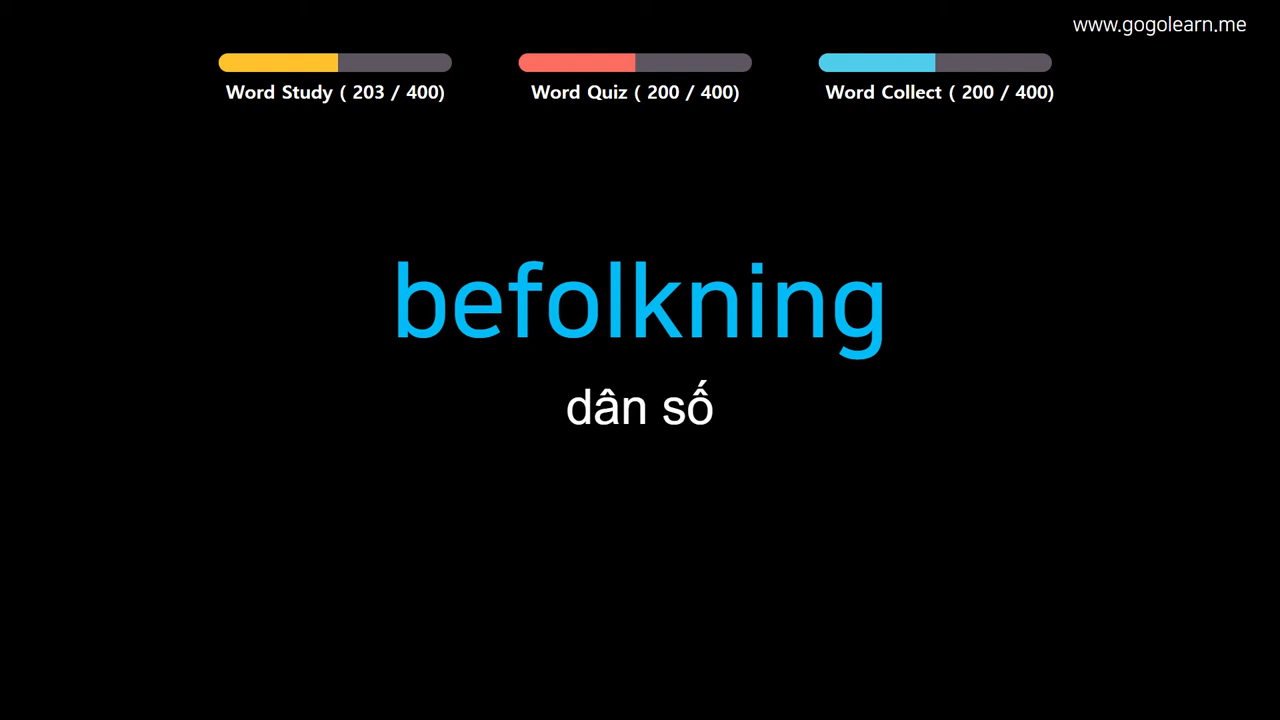 www.gogolearn.me
Word Study ( 203 / 400)
Word Quiz ( 200 / 400)
Word Collect ( 200 / 400)
befolkning
dân số